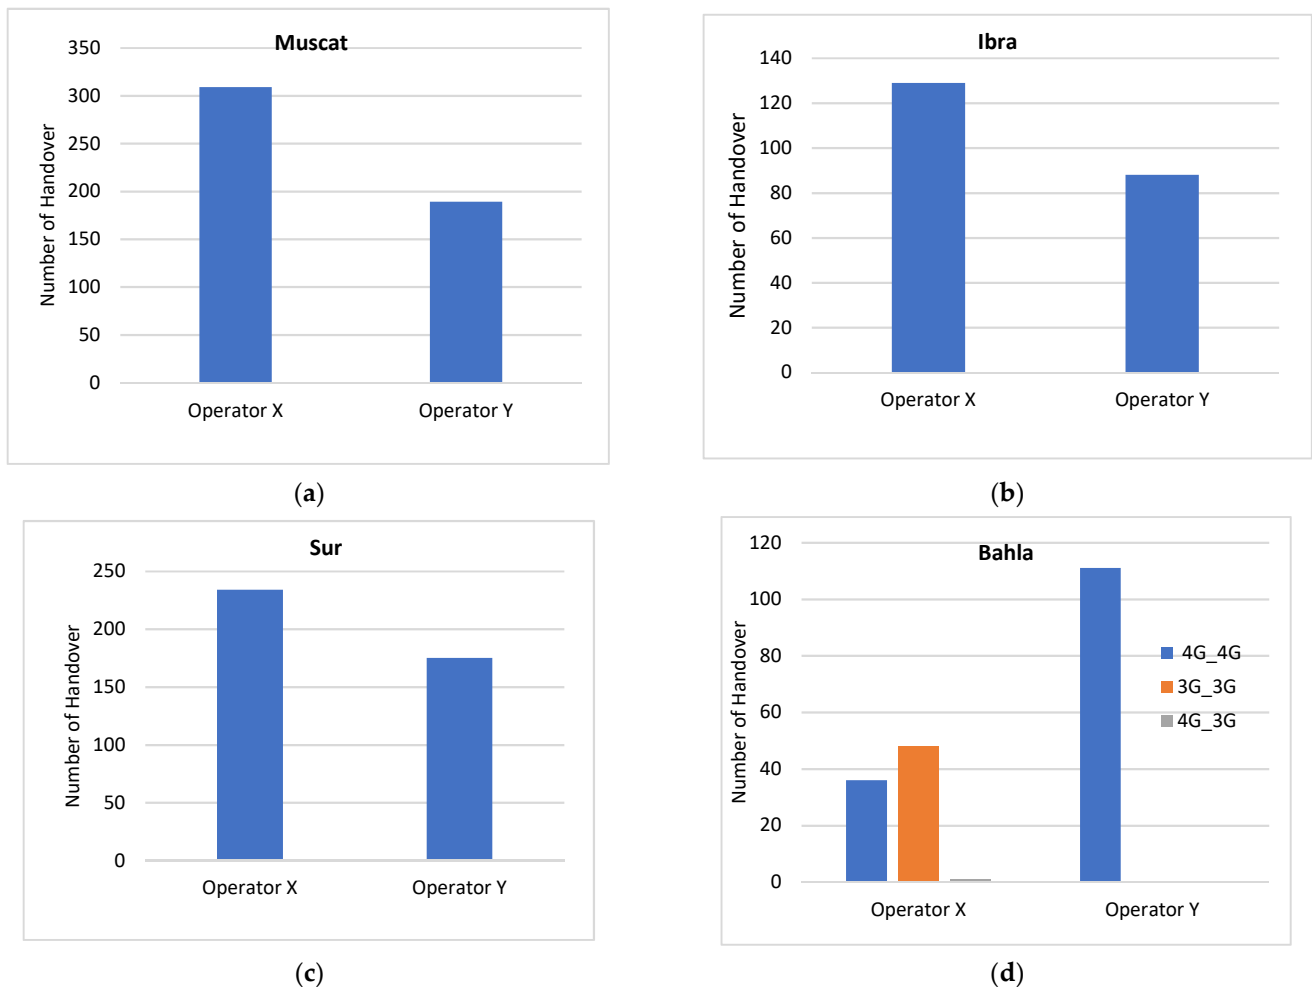 Muscat
Number of Handover
350
300
250
200
150
100
50
0
Operator X
Operator Y
(a)
Ibra
Number of Handover
140
120
100
80
60
40
20
0
Operator X
Operator Y
(b)
Sur
Number of Handover
250
200
150
100
50
0
Operator X
Operator Y
(c)
Bahla
Number of Handover
120
100
80
60
40
20
0
4G_4G
3G_3G
4G_3G
Operator X
Operator Y
(d)